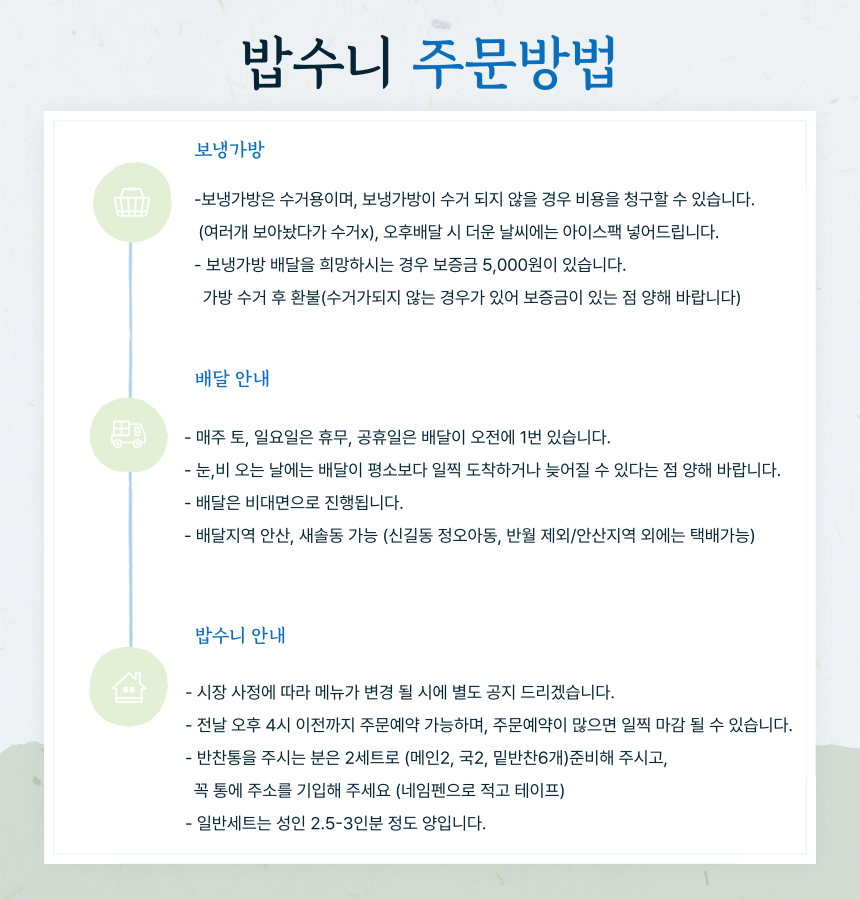 밥수니 주문방법
보냉가방
-보냉가방은 수거용이며, 보냉가방이 수거 되지 않을 경우 비용을 청구할 수 있습니다.
(여러개 보아놨다가 수거x), 오후배달 시 더운 날씨에는 아이스팩 넣어드립니다.
- 보냉가방 배달을 희망하시는 경우 보증금 5,000원이 있습니다.
가방 수거 후 환불(수거가되지 않는 경우가 있어 보증금이 있는 점 양해 바랍니다)
배달 안내
- 매주 토, 일요일은 휴무, 공휴일은 배달이 오전에 1번 있습니다.
- 눈,비 오는 날에는 배달이 평소보다 일찍 도착하거나 늦어질 수 있다는 점 양해 바랍니다.
- 배달은 비대면으로 진행됩니다.
- 배달지역 안산, 새솔동 가능 (신길동 정오아동, 반월 제외/안산지역 외에는 택배가능)
밥수니 안내
- 시장 사정에 따라 메뉴가 변경 될 시에 별도 공지 드리겠습니다.
- 전날 오후 4시 이전까지 주문예약 가능하며, 주문예약이 많으면 일찍 마감 될 수 있습니다.
- 반찬통을 주시는 분은 2세트로 (메인2, 국2, 밑반찬6개)준비해 주시고,
꼭 통에 주소를 기입해 주세요 (네임펜으로 적고 테이프)
- 일반세트는 성인 2.5-3인분 정도 양입니다.